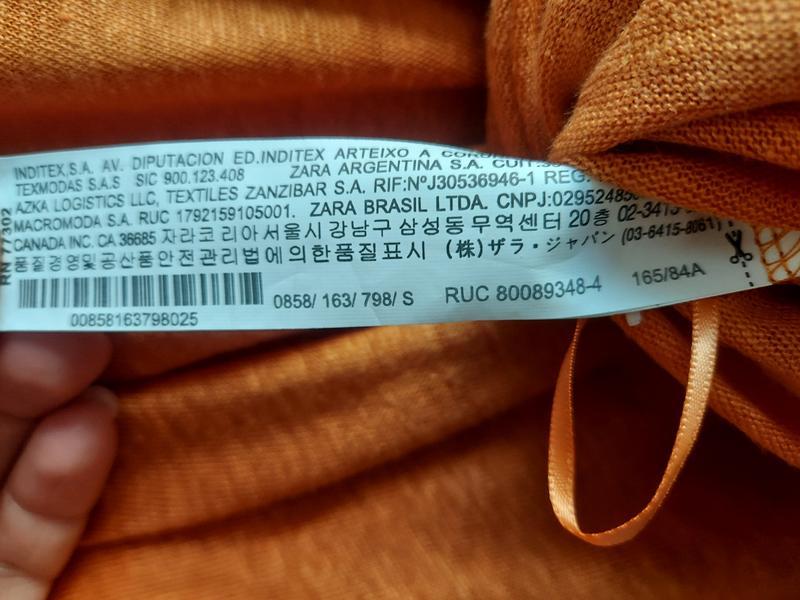 INDITEX,S.A. AV. DIPUTACION ED.INDITEX ARTEIXO A
TEXMODAS S.A.S SIC 900.123.408 ZARA ARGENTINA S.A. CUIT:
AZKA LOGISTICS LLC, TEXTILES ZANZIBAR S.A. RIF:NºJ30536946-1 REG.
MACROMODA S.A. RUC 1792159105001. ZARA BRASIL LTDA. CNPJ:
CANADA INC. CA 36685 자라코리아서울시강남구삼성동무역센터 20층
품질경영및공산품안전관리법에의한품질표시 (株)ザラ・ジャパン (03-6415-8061)
0858/ 163/ 798/ S RUC 80089348-4 165/84A
00858163798025